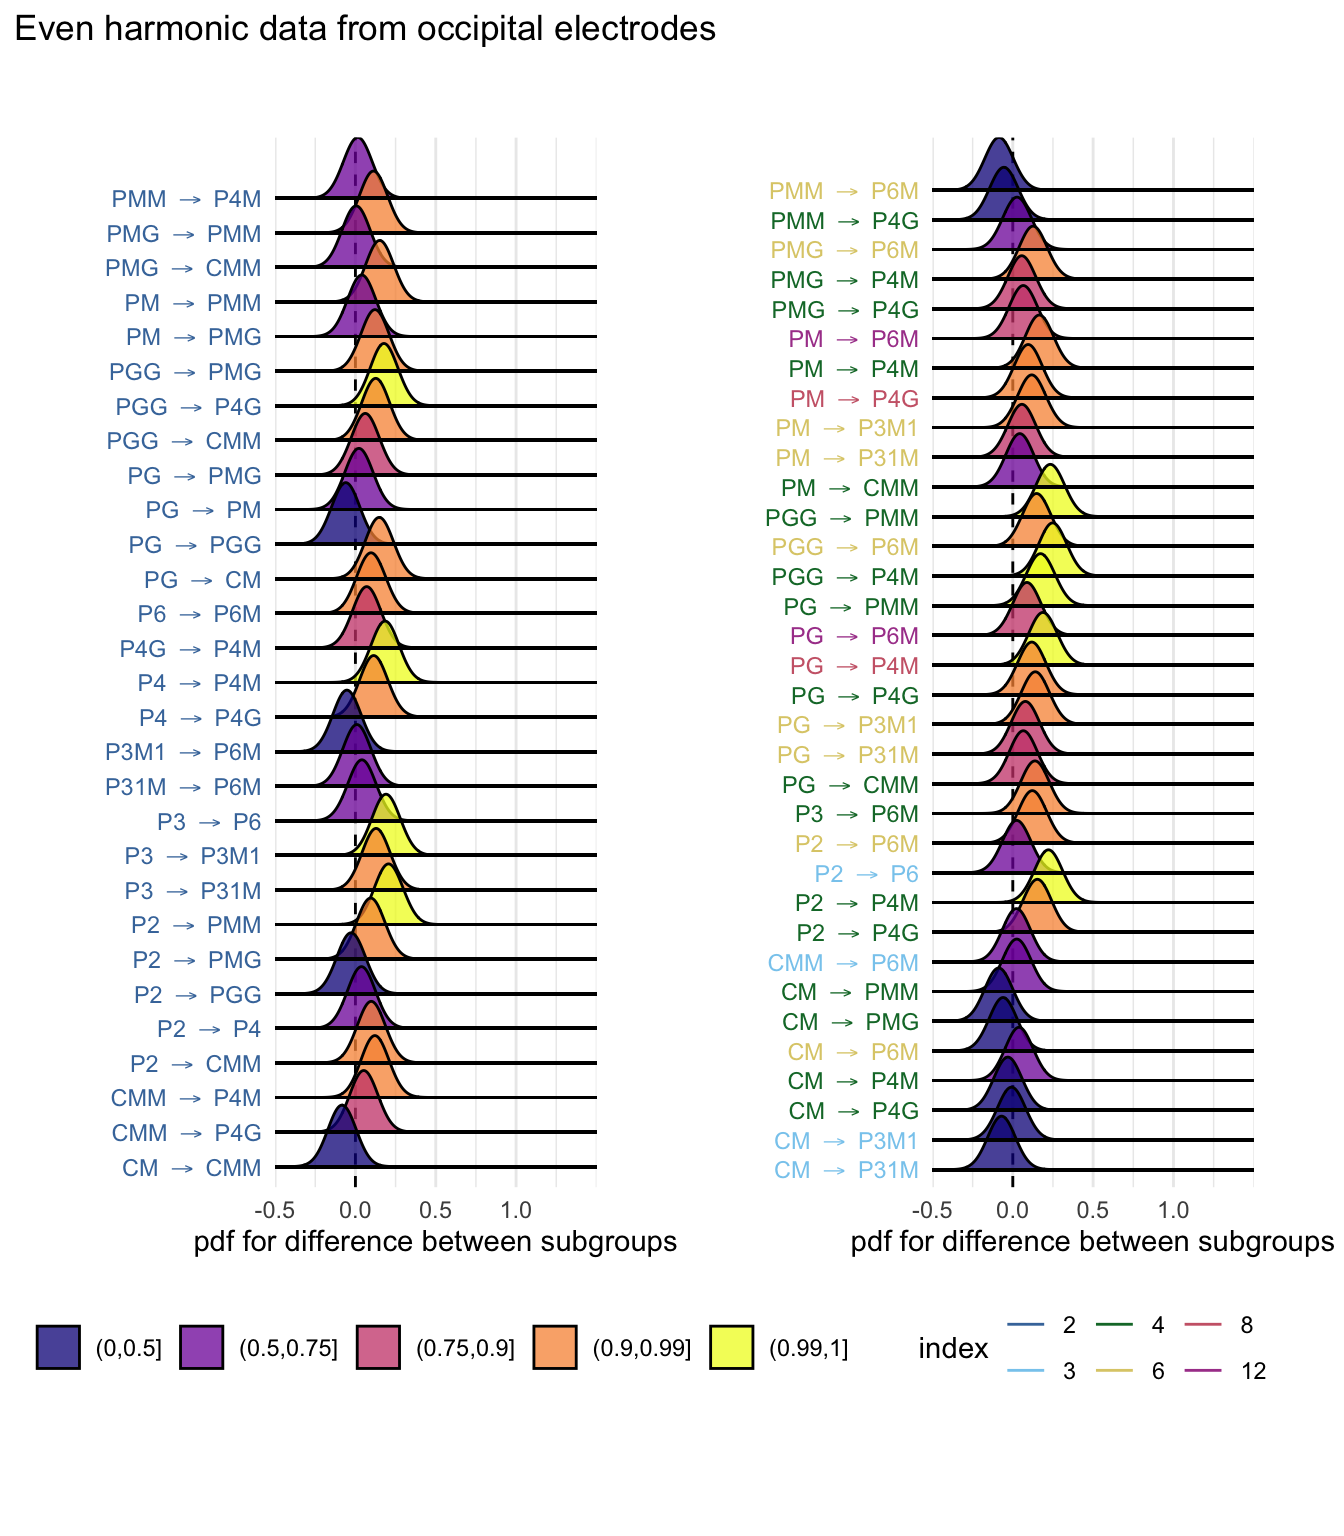 Even harmonic data from occipital electrodes
PMM → P4M
PMG → PMM
PMG → CMM
PM → PMM
PM → PMG
PGG → PMG
PGG → P4G
PGG → CMM
PG → PMG
PG → PM
PG → PGG
PG → CM
P6 → P6M
P4G → P4M
P4 → P4M
P4 → P4G
P3M1 → P6M
P31M → P6M
P3 → P6
P3 → P3M1
P3 → P31M
P2 → PMM
P2 → PMG
P2 → PGG
P2 → P4
P2 → CMM
CMM → P4M
CMM → P4G
CM → CMM
-0.5 0.0 0.5 1.0
pdf for difference between subgroups
PMM → P6M
PMM → P4G
PMG → P6M
PMG → P4M
PMG → P4G
PM → P6M
PM → P4M
PM → P4G
PM → P3M1
PM → P31M
PM → CMM
PGG → PMM
PGG → P6M
PGG → P4M
PG → PMM
PG → P6M
PG → P4M
PG → P4G
PG → P3M1
PG → P31M
PG → CMM
P3 → P6M
P2 → P6M
P2 → P6
P2 → P4M
P2 → P4G
CMM → P6M
CM → PMM
CM → PMG
CM → P6M
CM → P4M
CM → P4G
CM → P3M1
CM → P31M
-0.5 0.0 0.5 1.0
pdf for difference between subgroups
(0,0.5] (0.5,0.75] (0.75,0.9] (0.9,0.99] (0.99,1]
index
2 4 8
3 6 12